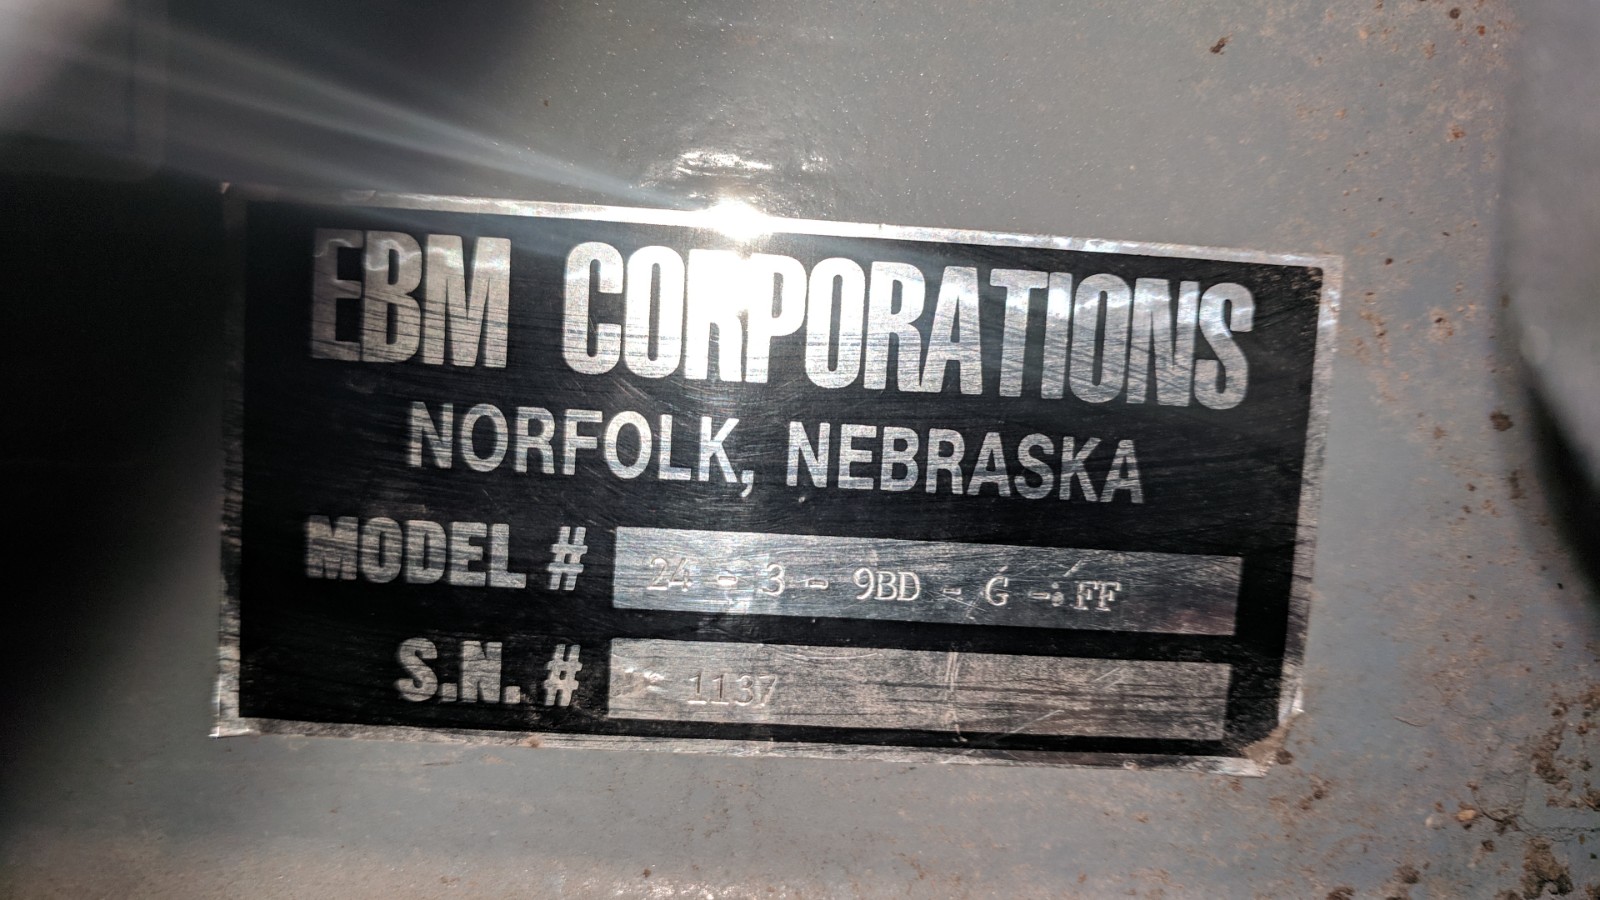 EBM CORPORATIONS
NORFOLK, NEBRASKA
MODEL # 24 - 3 - 9BD - G - FF
S.N. # 1137